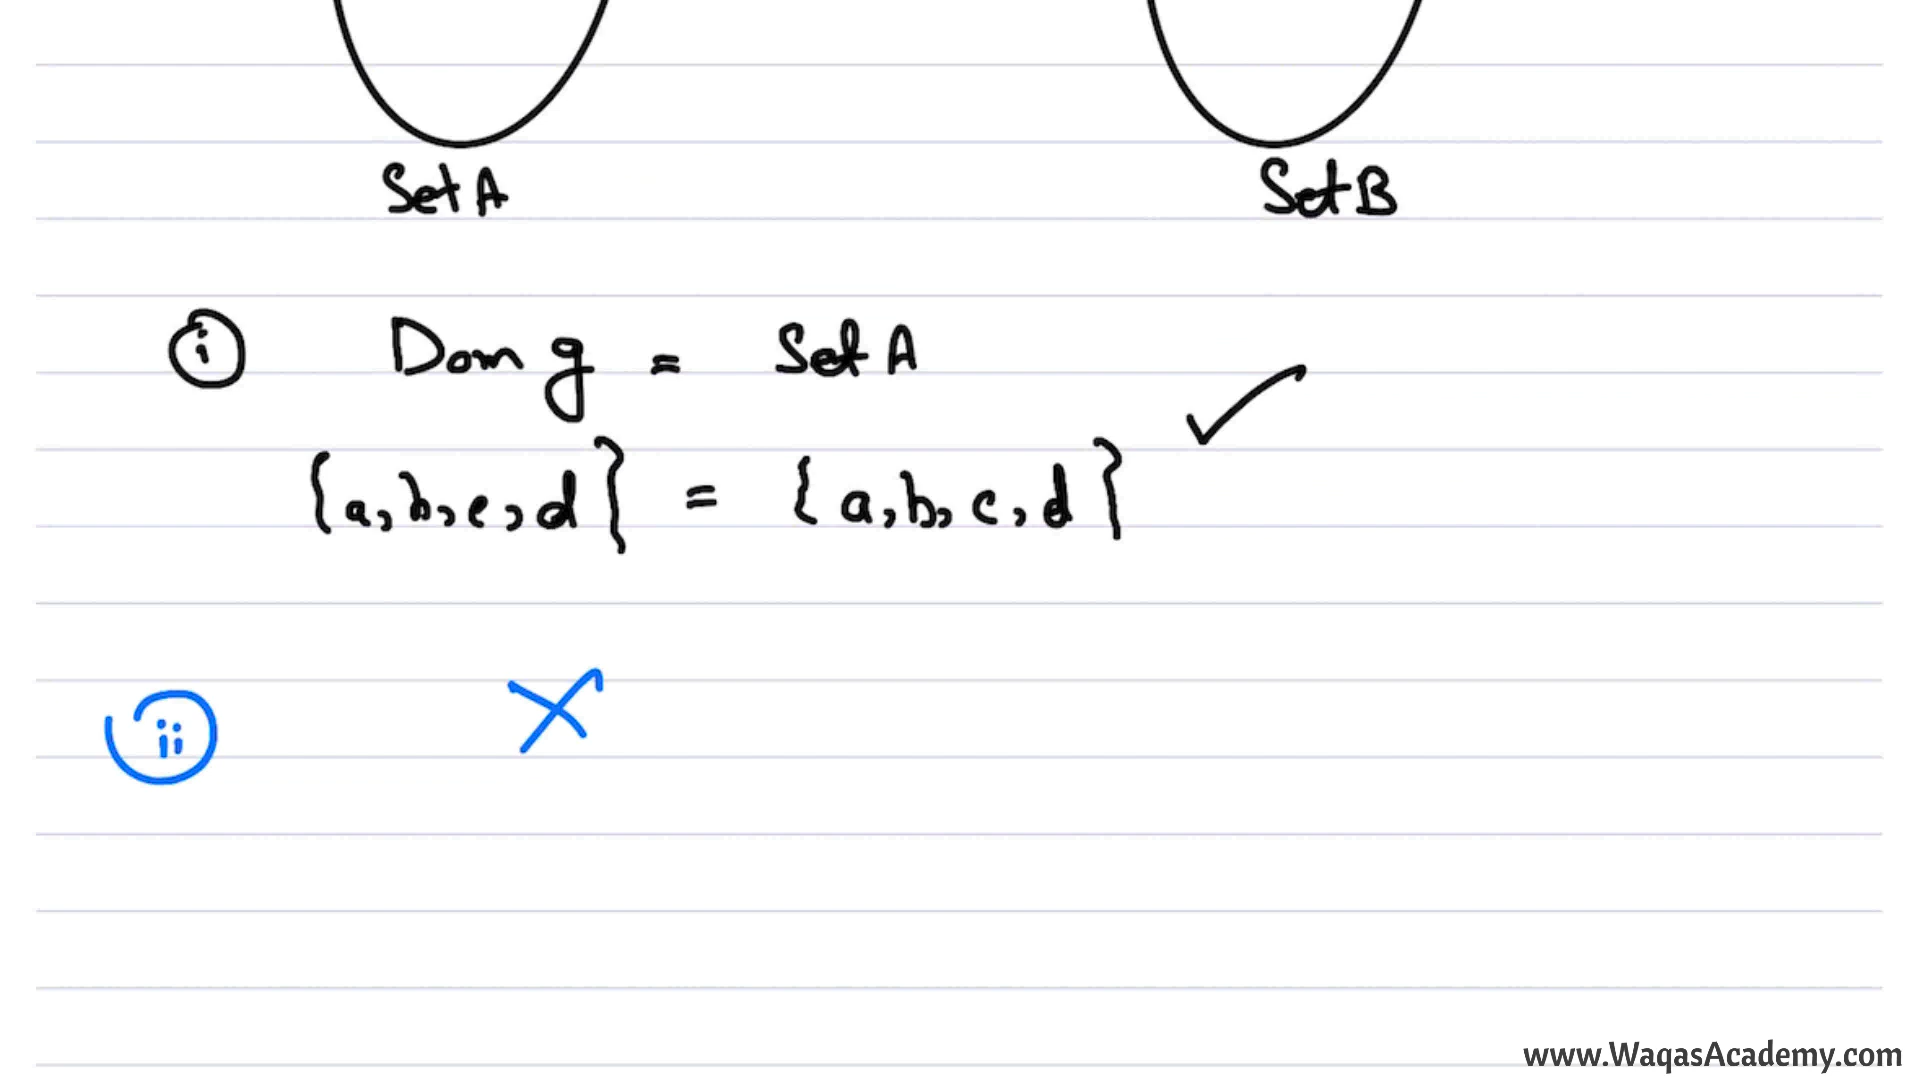 Set A Set B
(i) Dom g = Set A ✓
{a, b, c, d} = {a, b, c, d}
(ii) ✗
www.WaqasAcademy.com